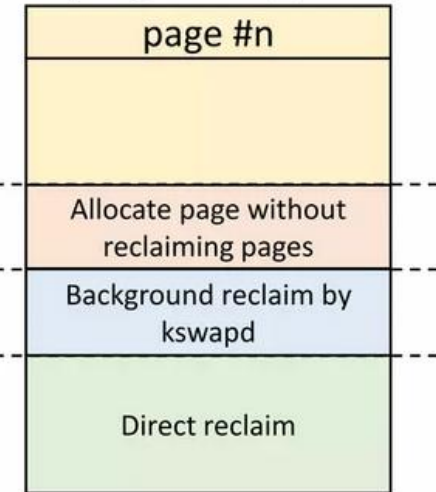 page #n
Allocate page without
reclaiming pages
Background reclaim by
kswapd
Direct reclaim